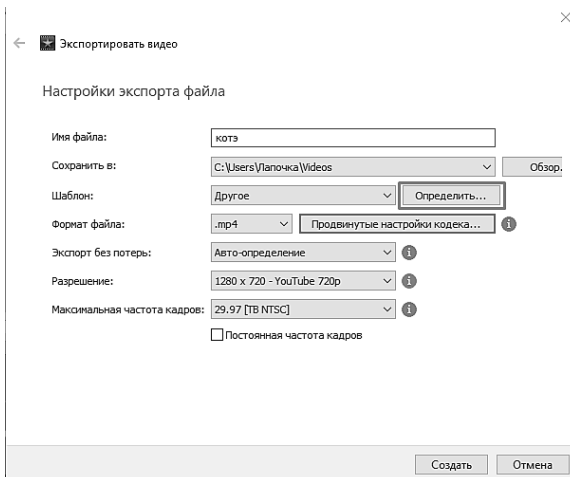 Экспортировать видео
Настройки экспорта файла
Имя файла: котэ
Сохранить в: C:\Users\Лапочка\Videos Обзор.
Шаблон: Другое Определить...
Формат файла: .mp4 Продвинутые настройки кодека...
Экспорт без потерь: Авто-определение
Разрешение: 1280 x 720 - YouTube 720p
Максимальная частота кадров: 29.97 [ТВ NTSC]
Постоянная частота кадров
Создать Отмена